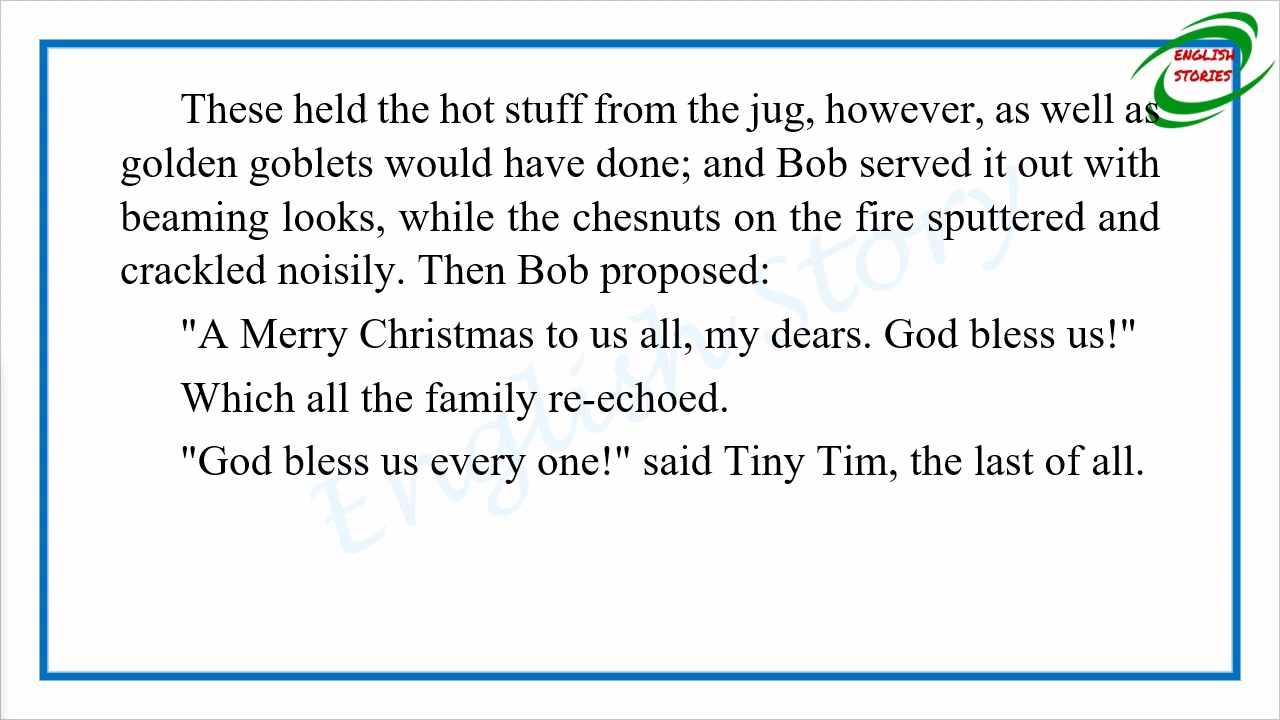 ENGLISH
STORIES
These held the hot stuff from the jug, however, as well as
golden goblets would have done; and Bob served it out with
beaming looks, while the chesnuts on the fire sputtered and
crackled noisily. Then Bob proposed:
"A Merry Christmas to us all, my dears. God bless us!"
Which all the family re-echoed.
"God bless us every one!" said Tiny Tim, the last of all.
English Story